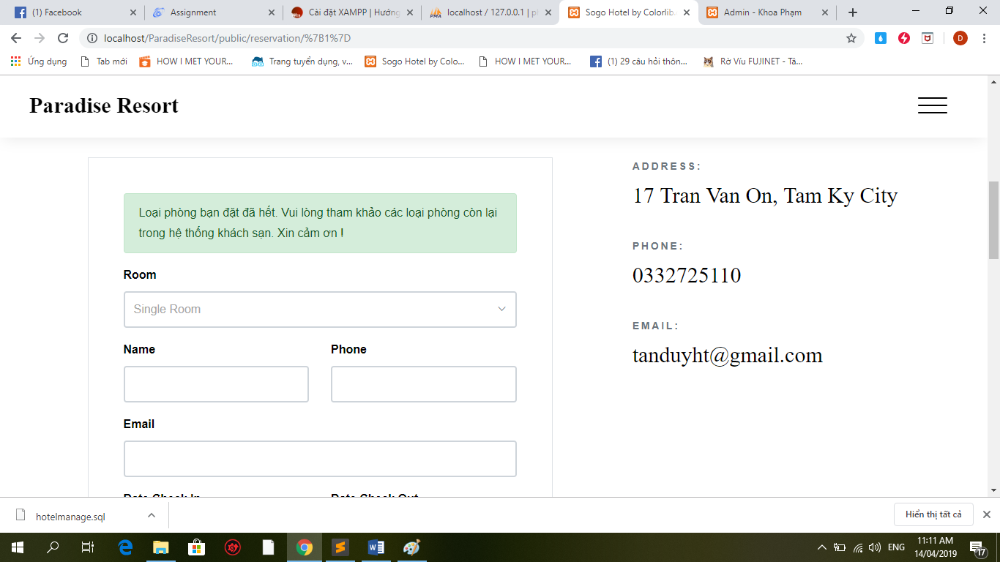 (1) Facebook
Assignment
Cài đặt XAMPP | Hướng
localhost / 127.0.0.1 | p
Sogo Hotel by Colorlib.
Admin - Khoa Phạm
localhost/ParadiseResort/public/reservation/%7B1%7D
D
Ứng dụng
Tab mới
HOW I MET YOUR...
Trang tuyển dụng, v...
Sogo Hotel by Colo...
HOW I MET YOUR...
(1) 29 câu hỏi thôn...
Rờ Víu FUJINET - Tâ...
Paradise Resort
Loại phòng bạn đặt đã hết. Vui lòng tham khảo các loại phòng còn lại
trong hệ thống khách sạn. Xin cảm ơn !
Room
Single Room
Name
Phone
Email
Date Check In
Date Check Out
ADDRESS:
17 Tran Van On, Tam Ky City
PHONE:
0332725110
EMAIL:
tanduyht@gmail.com
hotelmanage.sql
Hiển thị tất cả
ENG
11:11 AM
14/04/2019
17